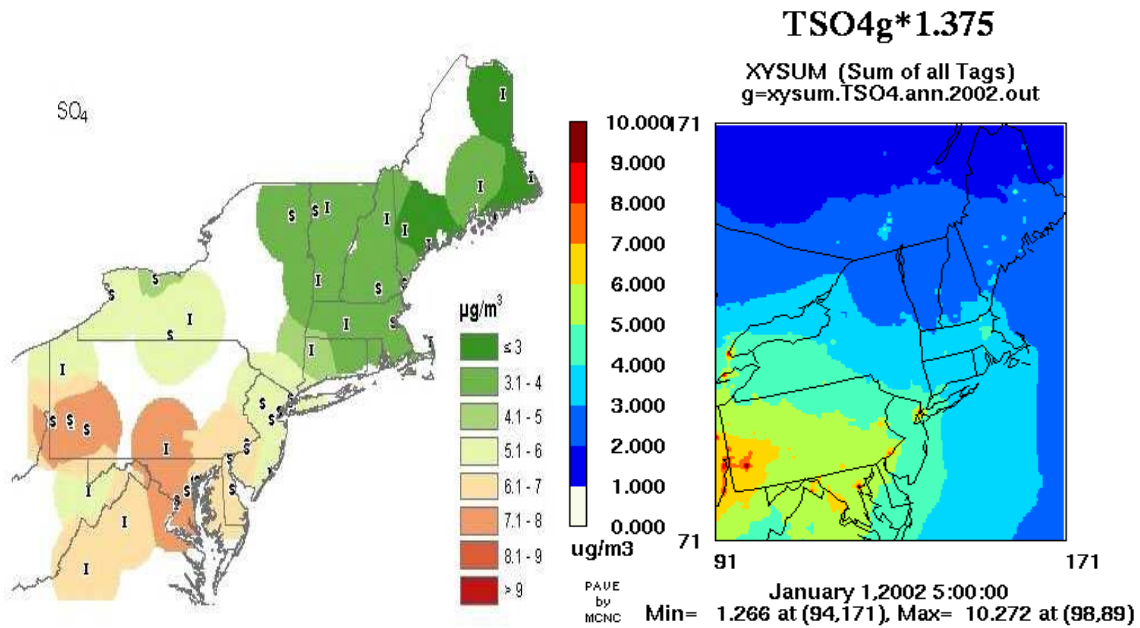 SO4
µg/m3
≤ 3
3.1 - 4
4.1 - 5
5.1 - 6
6.1 - 7
7.1 - 8
8.1 - 9
> 9
I
S
S
I
I
I
I
I
I
S
S
S
I
S
I
S
I
S
I
I
S
S
S
I
S
S
S
S
S
S
I
S
S
S
I
I
TSO4g*1.375
XYSUM (Sum of all Tags)
g=xysum.TSO4.ann.2002.out
10.000
9.000
8.000
7.000
6.000
5.000
4.000
3.000
2.000
1.000
0.000
ug/m3
171
71
91
171
PAVE
by
MCNC
January 1,2002 5:00:00
Min= 1.266 at (94,171), Max= 10.272 at (98,89)